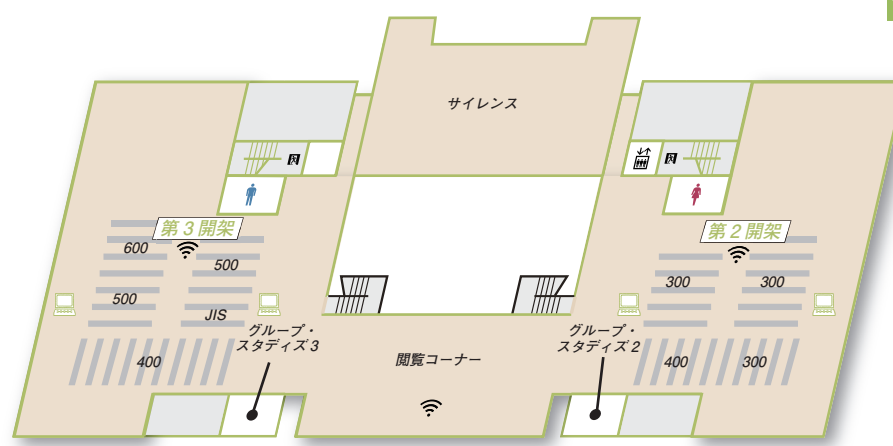 サイレンス
第3開架
第2開架
600
500
300
300
500
JIS
グループ・
スタディズ3
グループ・
スタディズ2
400
閲覧コーナー
400
300